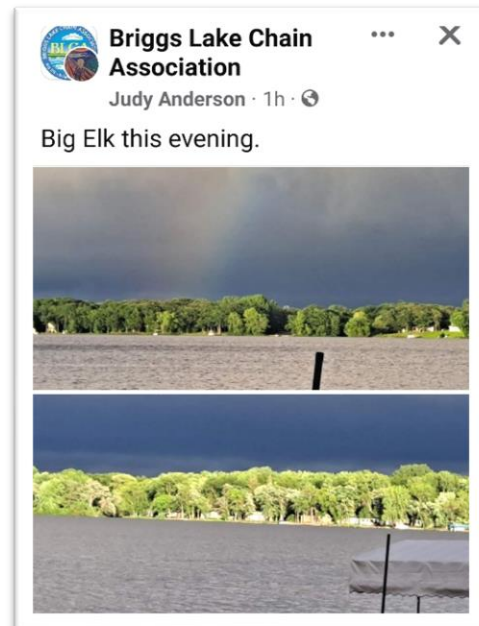 Briggs Lake Chain
Association
Judy Anderson · 1h ·
Big Elk this evening.